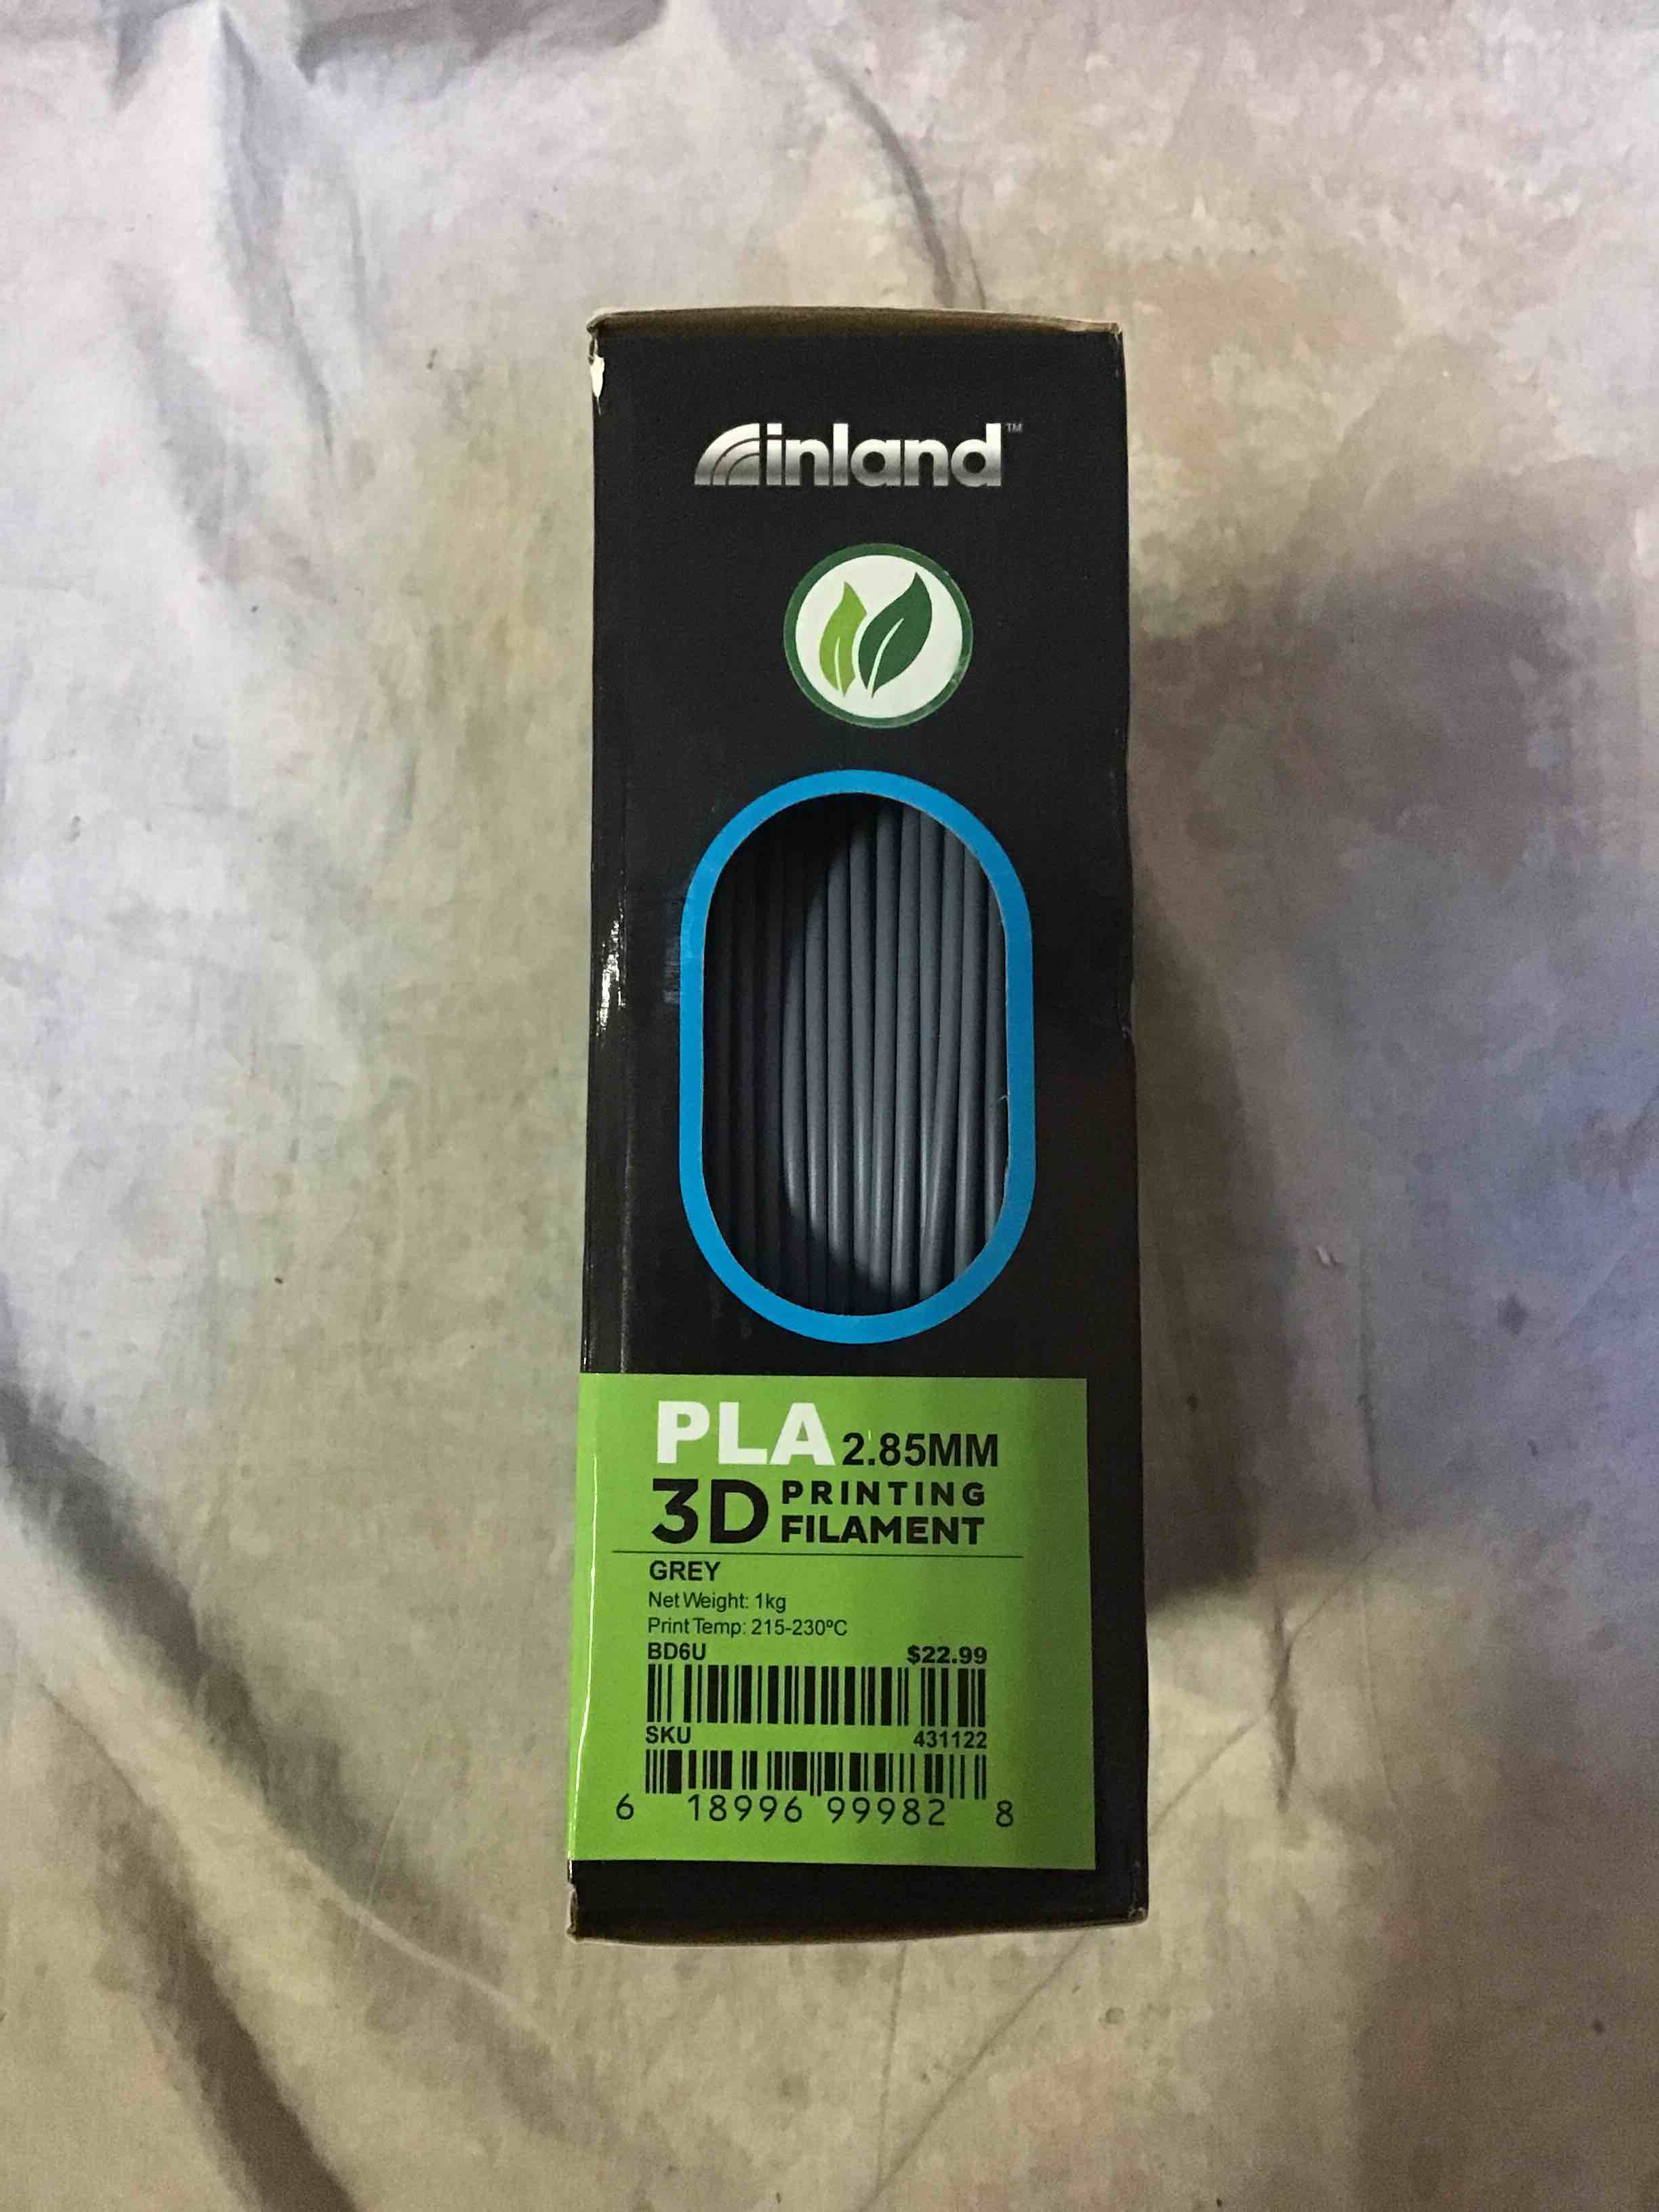 inland™
PLA 2.85MM
3D PRINTING
FILAMENT
GREY
Net Weight: 1kg
Print Temp: 215-230ºC
BD6U $22.99
SKU 431122
6 18996 99982 8